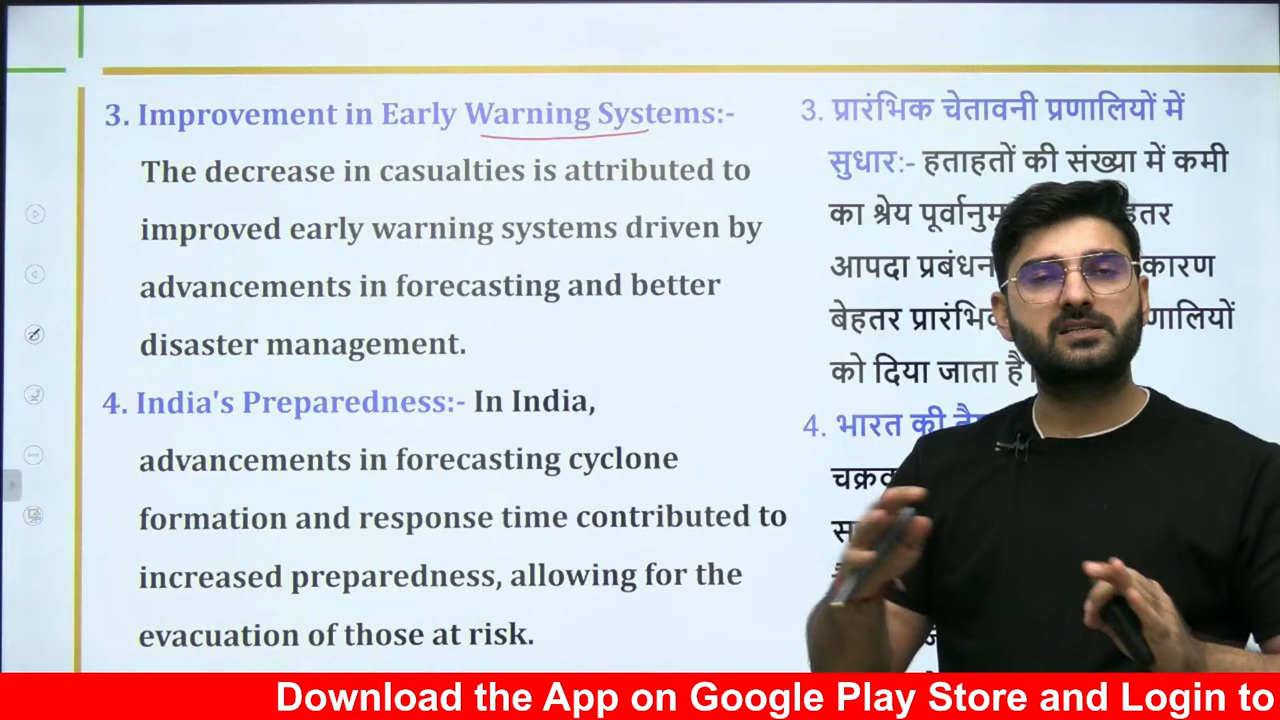 3. Improvement in Early Warning Systems:-
The decrease in casualties is attributed to
improved early warning systems driven by
advancements in forecasting and better
disaster management.
4. India's Preparedness:- In India,
advancements in forecasting cyclone
formation and response time contributed to
increased preparedness, allowing for the
evacuation of those at risk.
3. प्रारंभिक चेतावनी प्रणालियों में
सुधार:- हताहतों की संख्या में कमी
का श्रेय
आपदा प्रबंधन कारण
बेहतर
को दिया जाता है।
4. भारत की
Download the App on Google Play Store and Login to